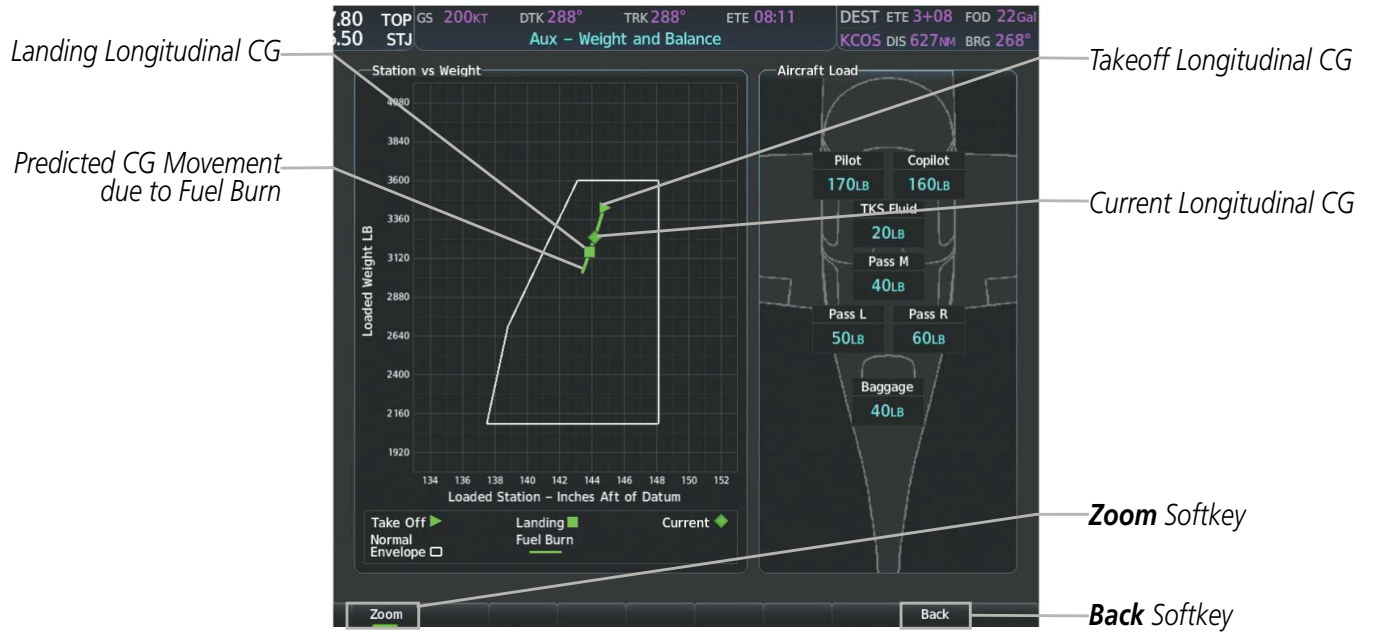 7.80 TOP GS 200KT DTK 288° TRK 288° ETE 08:11 DEST ETE 3+08 FOD 22Gal
5.50 STJ Aux – Weight and Balance KCOS DIS 627NM BRG 268°
Landing Longitudinal CG
Takeoff Longitudinal CG
Predicted CG Movement
due to Fuel Burn
Current Longitudinal CG
Station vs Weight
4080
3840
3600
3360
3120
2880
2640
2400
2160
1920
Loaded Weight LB
134 136 138 140 142 144 146 148 150 152
Loaded Station – Inches Aft of Datum
Take Off Landing Current
Normal Fuel Burn
Envelope
Aircraft Load
Pilot Copilot
170LB 160LB
TKS Fluid
20LB
Pass M
40LB
Pass L Pass R
50LB 60LB
Baggage
40LB
Zoom Softkey
Zoom Back
Back Softkey